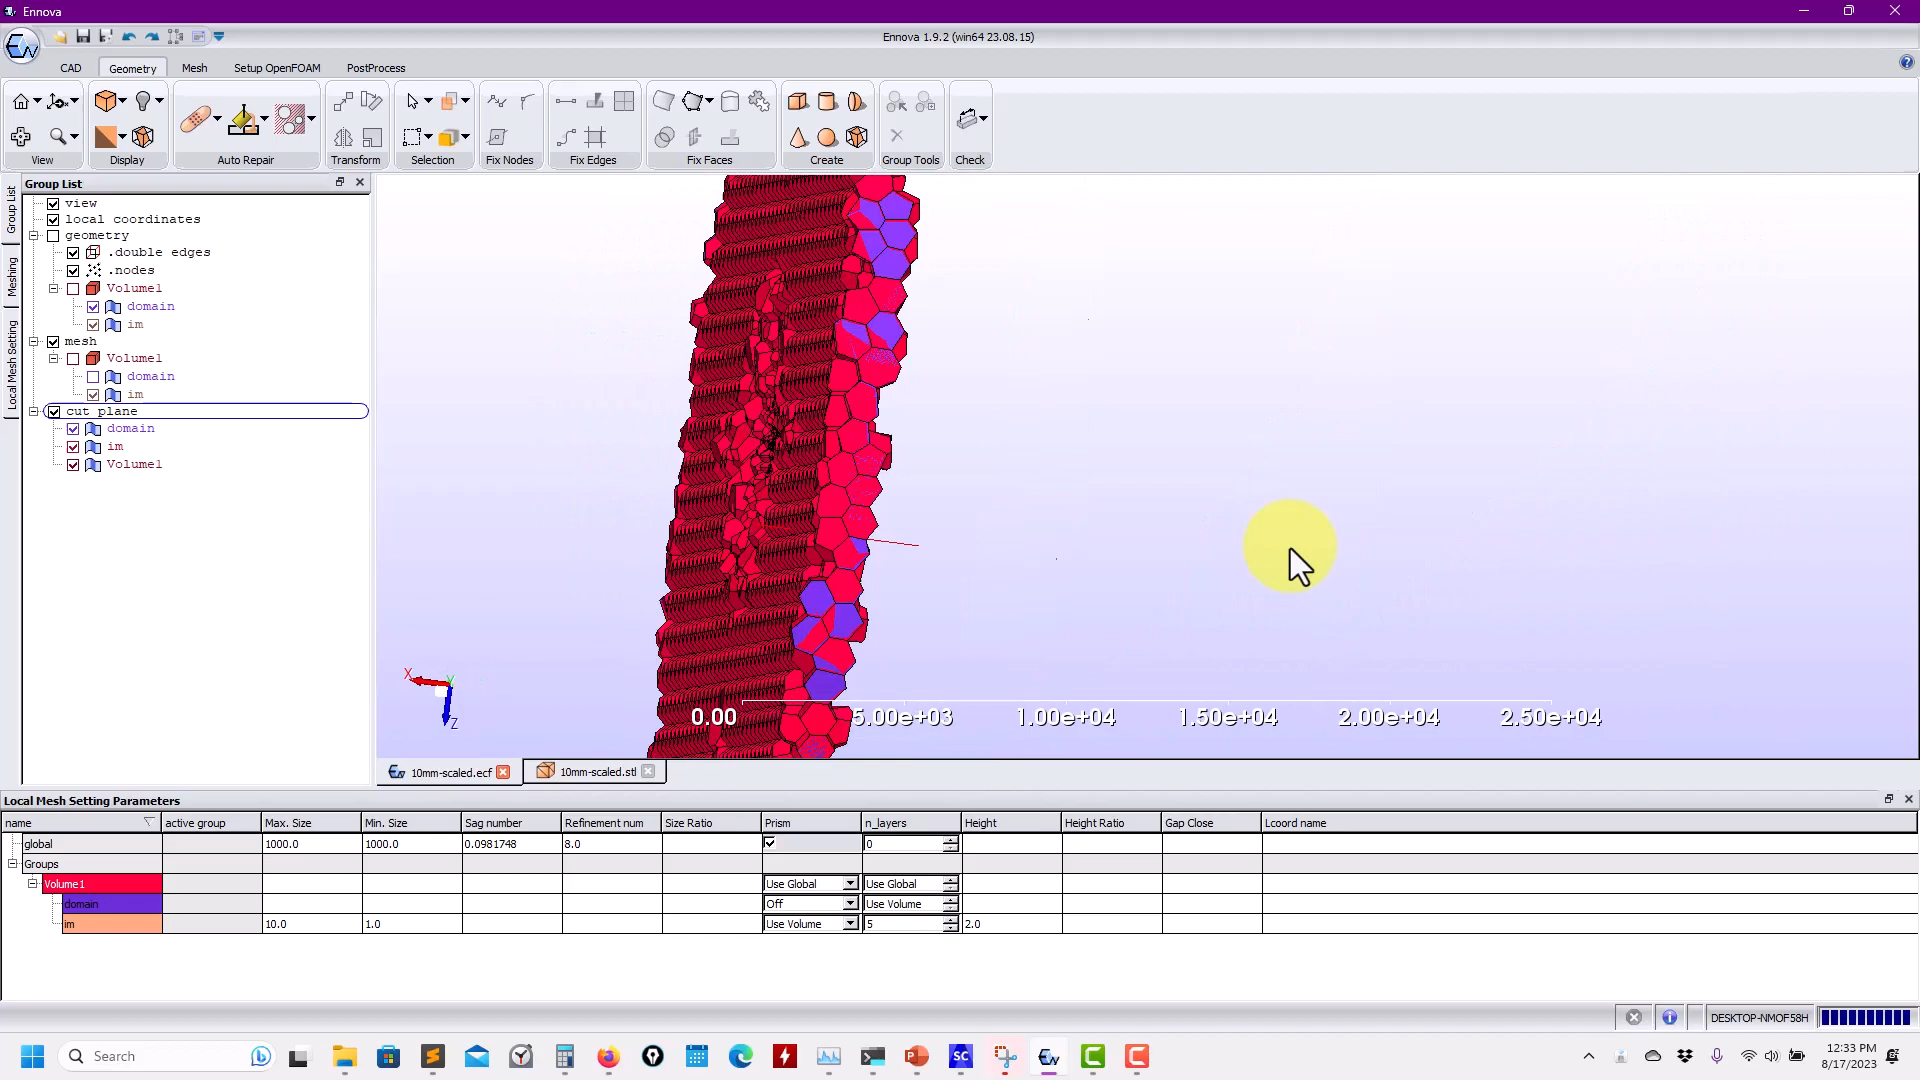 Ennova
Ennova 1.9.2 (win64 23.08.15)
CAD Geometry Mesh Setup OpenFOAM PostProcess
View Display Auto Repair Transform Selection Fix Nodes Fix Edges Fix Faces Create Group Tools Check
Group List
Group List
Meshing
Local Mesh Setting
view
local coordinates
geometry
.double edges
.nodes
Volume1
domain
im
mesh
Volume1
domain
im
cut plane
domain
im
Volume1
X Y Z
0.00 5.00e+03 1.00e+04 1.50e+04 2.00e+04 2.50e+04
10mm-scaled.ecf 10mm-scaled.stl
Local Mesh Setting Parameters
name active group Max. Size Min. Size Sag number Refinement num Size Ratio Prism n_layers Height Height Ratio Gap Close Lcoord name
global 1000.0 1000.0 0.0981748 8.0 0
Groups
Volume1 Use Global Use Global
domain Off Use Volume
im 10.0 1.0 Use Volume 5 2.0
DESKTOP-NMOF58H
Search SC
12:33 PM
8/17/2023